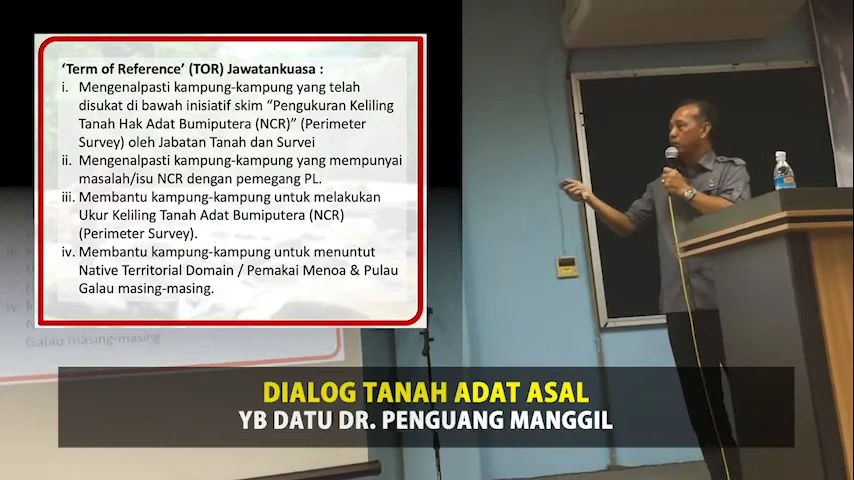 'Term of Reference' (TOR) Jawatankuasa :
i. Mengenalpasti kampung-kampung yang telah
disukat di bawah inisiatif skim "Pengukuran Keliling
Tanah Hak Adat Bumiputera (NCR)" (Perimeter
Survey) oleh Jabatan Tanah dan Survei
ii. Mengenalpasti kampung-kampung yang mempunyai
masalah/isu NCR dengan pemegang PL.
iii. Membantu kampung-kampung untuk melakukan
Ukur Keliling Tanah Adat Bumiputera (NCR)
(Perimeter Survey).
iv. Membantu kampung-kampung untuk menuntut
Native Territorial Domain / Pemakai Menoa & Pulau
Galau masing-masing.
Galau masing-masing
DIALOG TANAH ADAT ASAL
YB DATU DR. PENGUANG MANGGIL